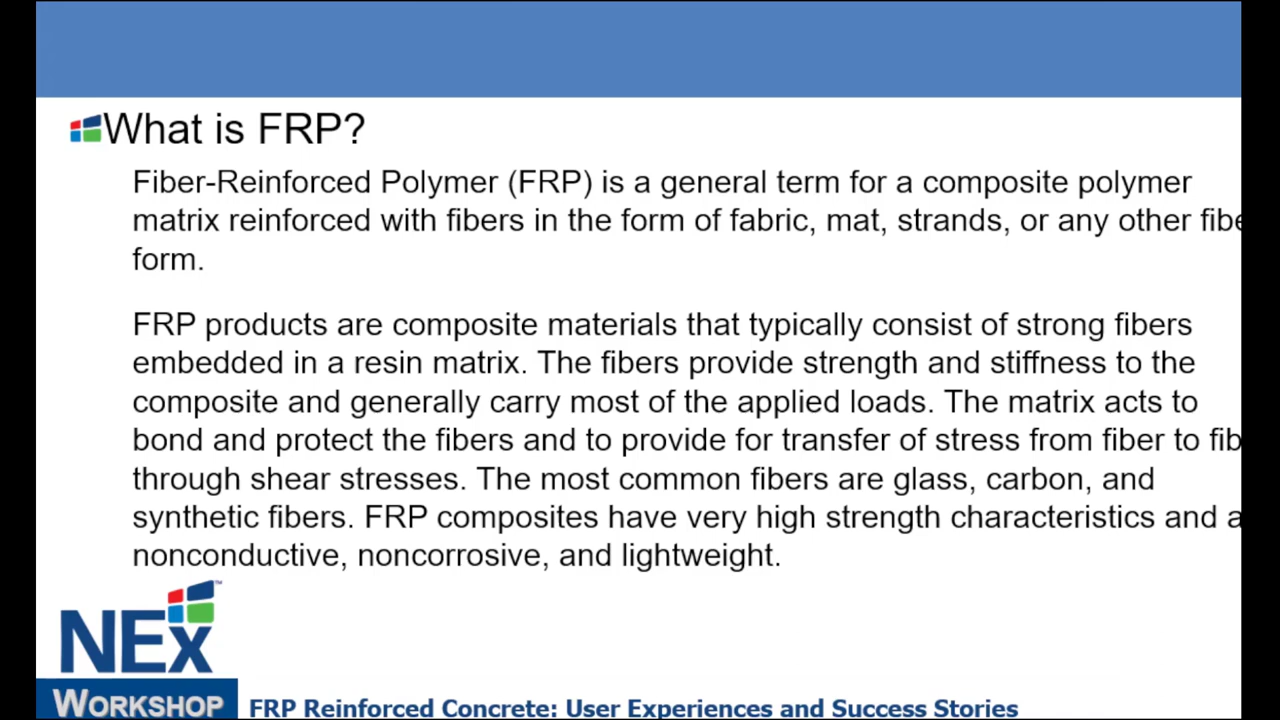 What is FRP?
Fiber-Reinforced Polymer (FRP) is a general term for a composite polymer
matrix reinforced with fibers in the form of fabric, mat, strands, or any other
form.
FRP products are composite materials that typically consist of strong fibers
embedded in a resin matrix. The fibers provide strength and stiffness to the
composite and generally carry most of the applied loads. The matrix acts to
bond and protect the fibers and to provide for transfer of stress from fiber to
through shear stresses. The most common fibers are glass, carbon, and
synthetic fibers. FRP composites have very high strength characteristics and
nonconductive, noncorrosive, and lightweight.
NEx ™
WORKSHOP
FRP Reinforced Concrete: User Experiences and Success Stories